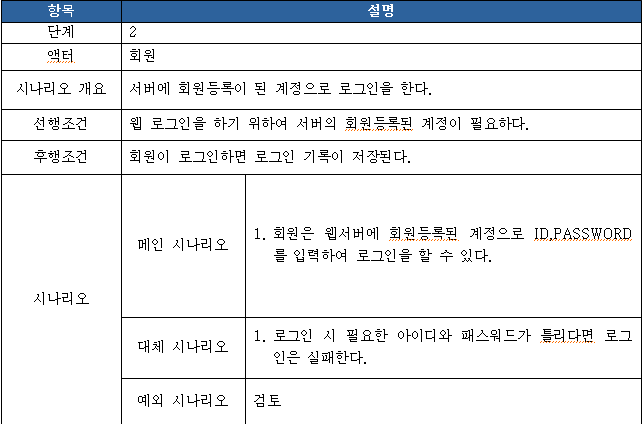 항목 설명
단계 2
액터 회원
시나리오 개요 서버에 회원등록이 된 계정으로 로그인을 한다.
선행조건 웹 로그인을 하기 위하여 서버의 회원등록된 계정이 필요하다.
후행조건 회원이 로그인하면 로그인 기록이 저장된다.
시나리오
메인 시나리오
1. 회원은 웹서버에 회원등록된 계정으로 ID,PASSWORD
를 입력하여 로그인을 할 수 있다.
대체 시나리오
1. 로그인 시 필요한 아이디와 패스워드가 틀리다면 로그
인은 실패한다.
예외 시나리오 검토